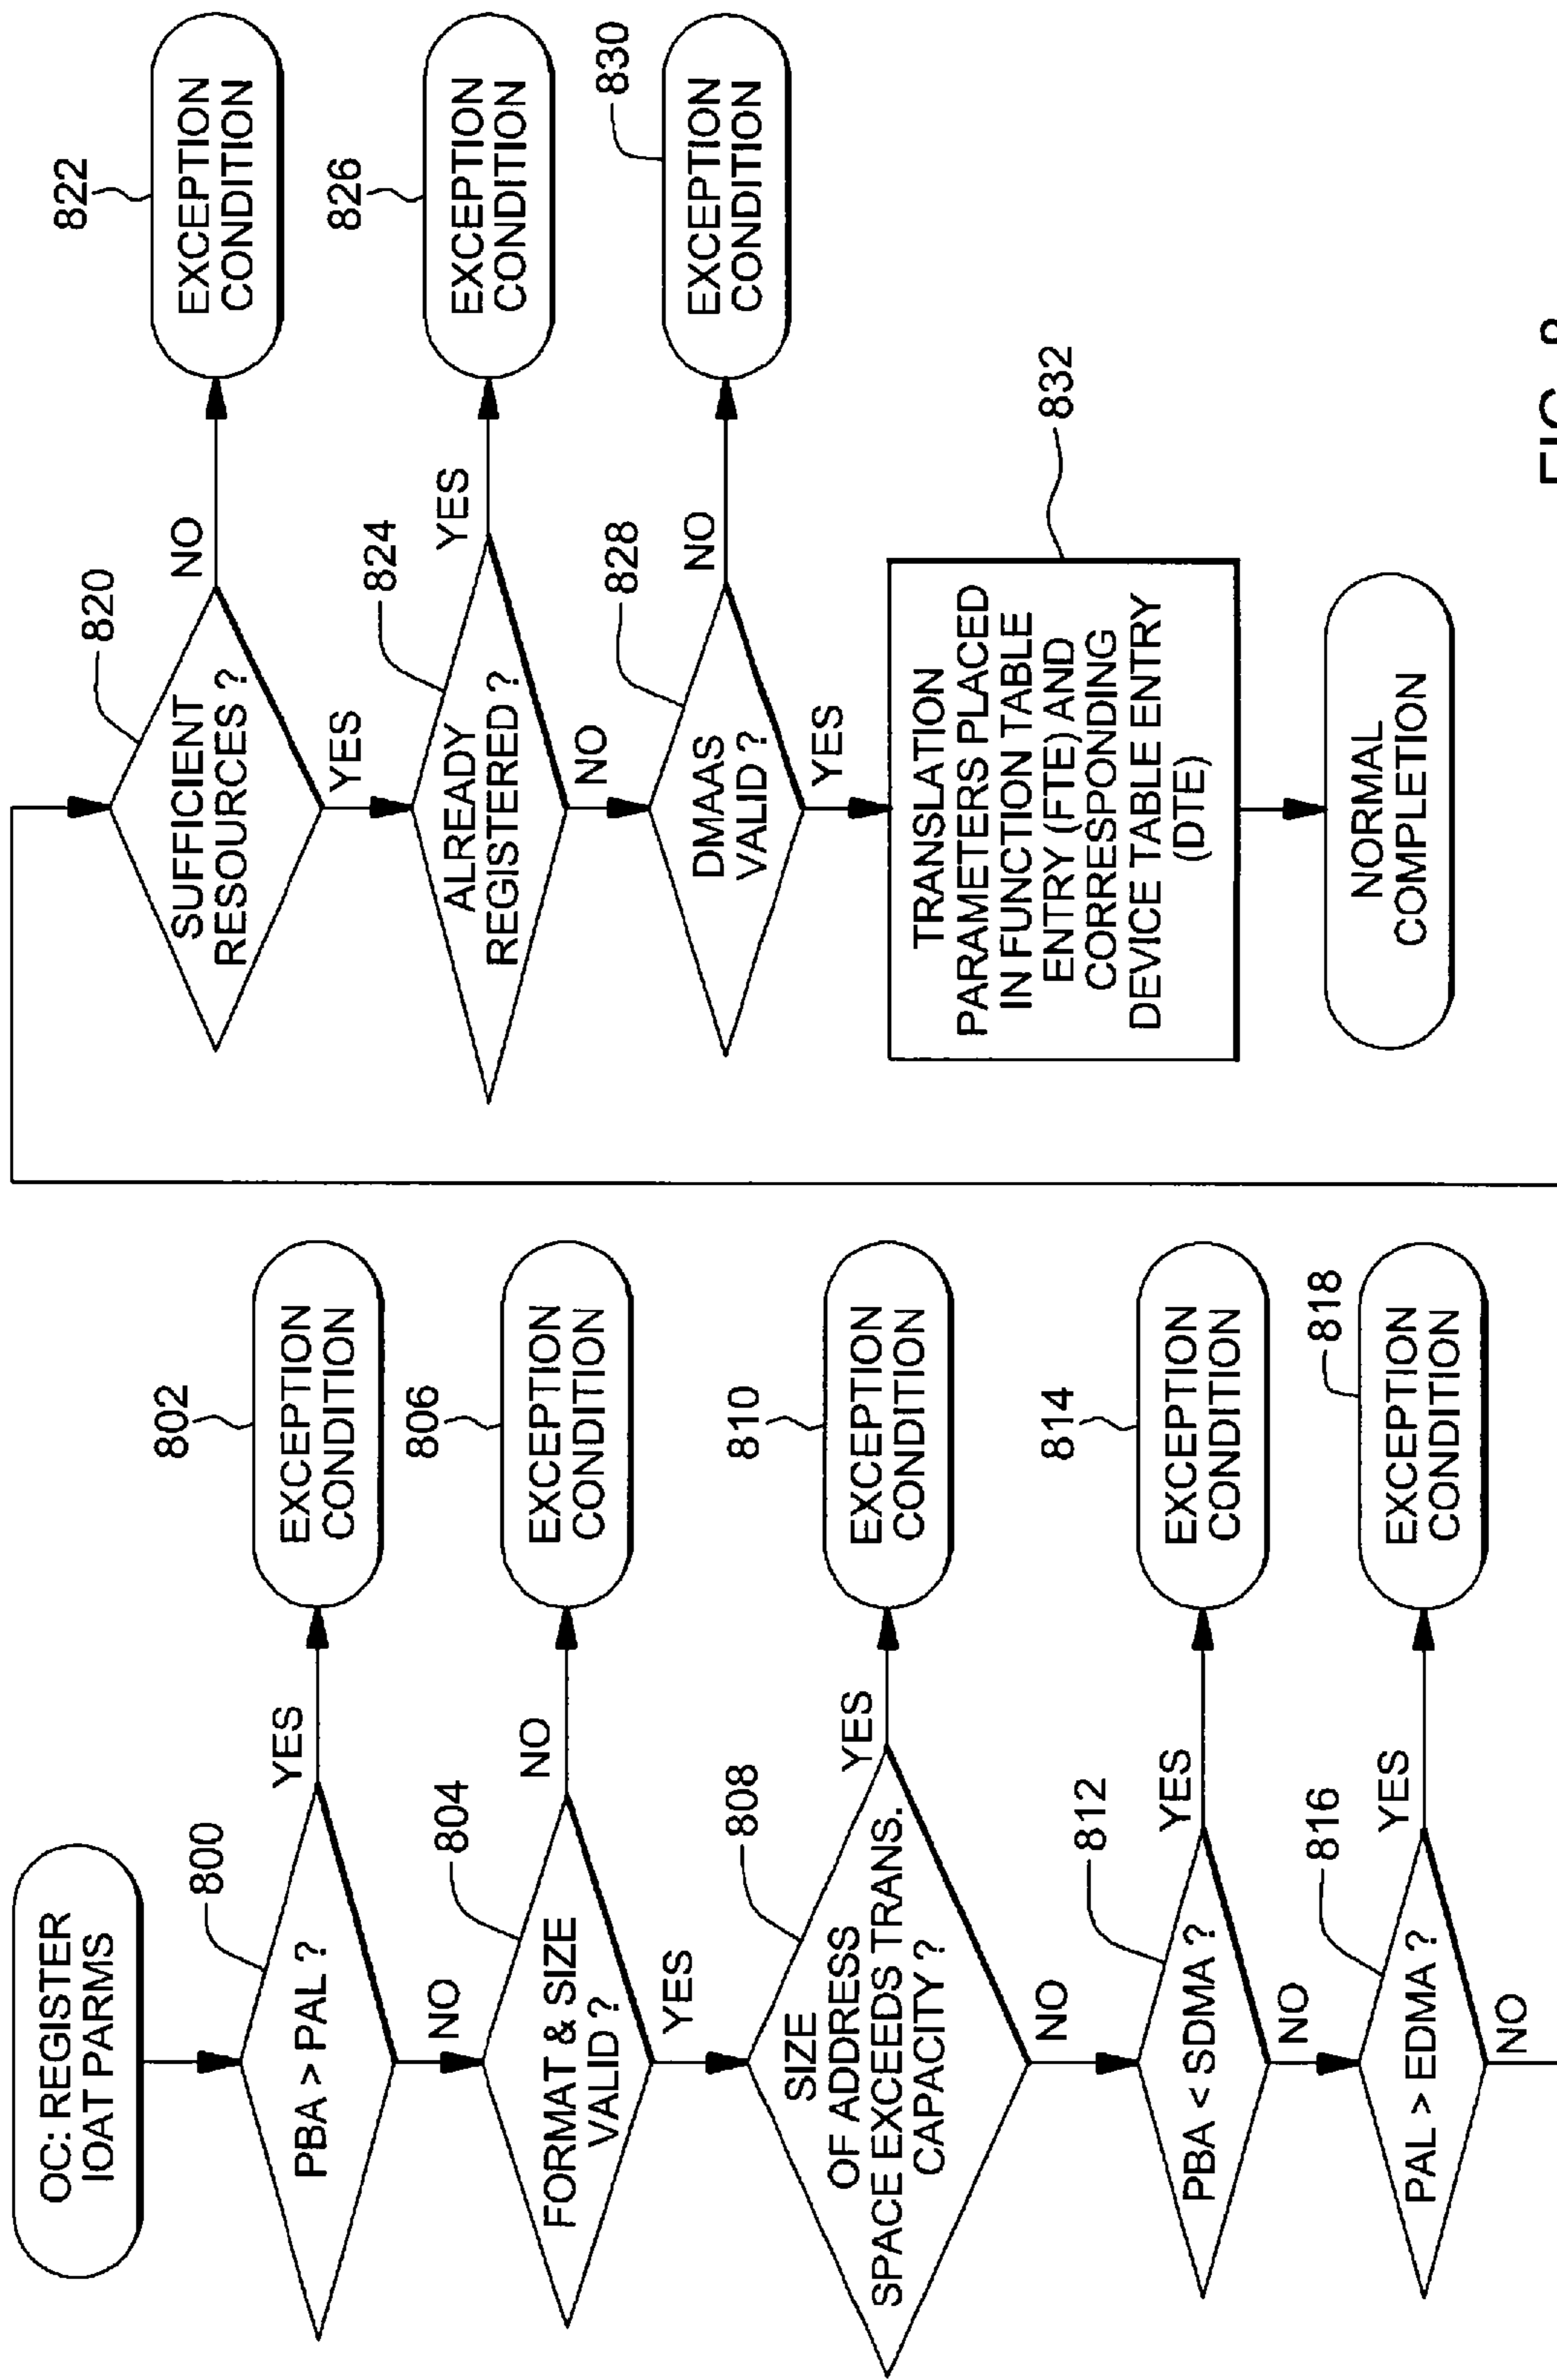 OC: REGISTER
IOAT PARMS
800
PBA > PAL ?
YES
802
EXCEPTION
CONDITION
NO
804
FORMAT & SIZE
VALID ?
NO
806
EXCEPTION
CONDITION
YES
808
SIZE
OF ADDRESS
SPACE EXCEEDS TRANS.
CAPACITY ?
YES
810
EXCEPTION
CONDITION
NO
812
PBA < SDMA ?
YES
814
EXCEPTION
CONDITION
NO
816
PAL > EDMA ?
YES
818
EXCEPTION
CONDITION
NO
820
SUFFICIENT
RESOURCES ?
NO
822
EXCEPTION
CONDITION
YES
824
ALREADY
REGISTERED ?
YES
826
EXCEPTION
CONDITION
NO
828
DMAAS
VALID ?
NO
830
EXCEPTION
CONDITION
YES
832
TRANSLATION
PARAMETERS PLACED
IN FUNCTION TABLE
ENTRY (FTE) AND
CORRESPONDING
DEVICE TABLE ENTRY
(DTE)
NORMAL
COMPLETION